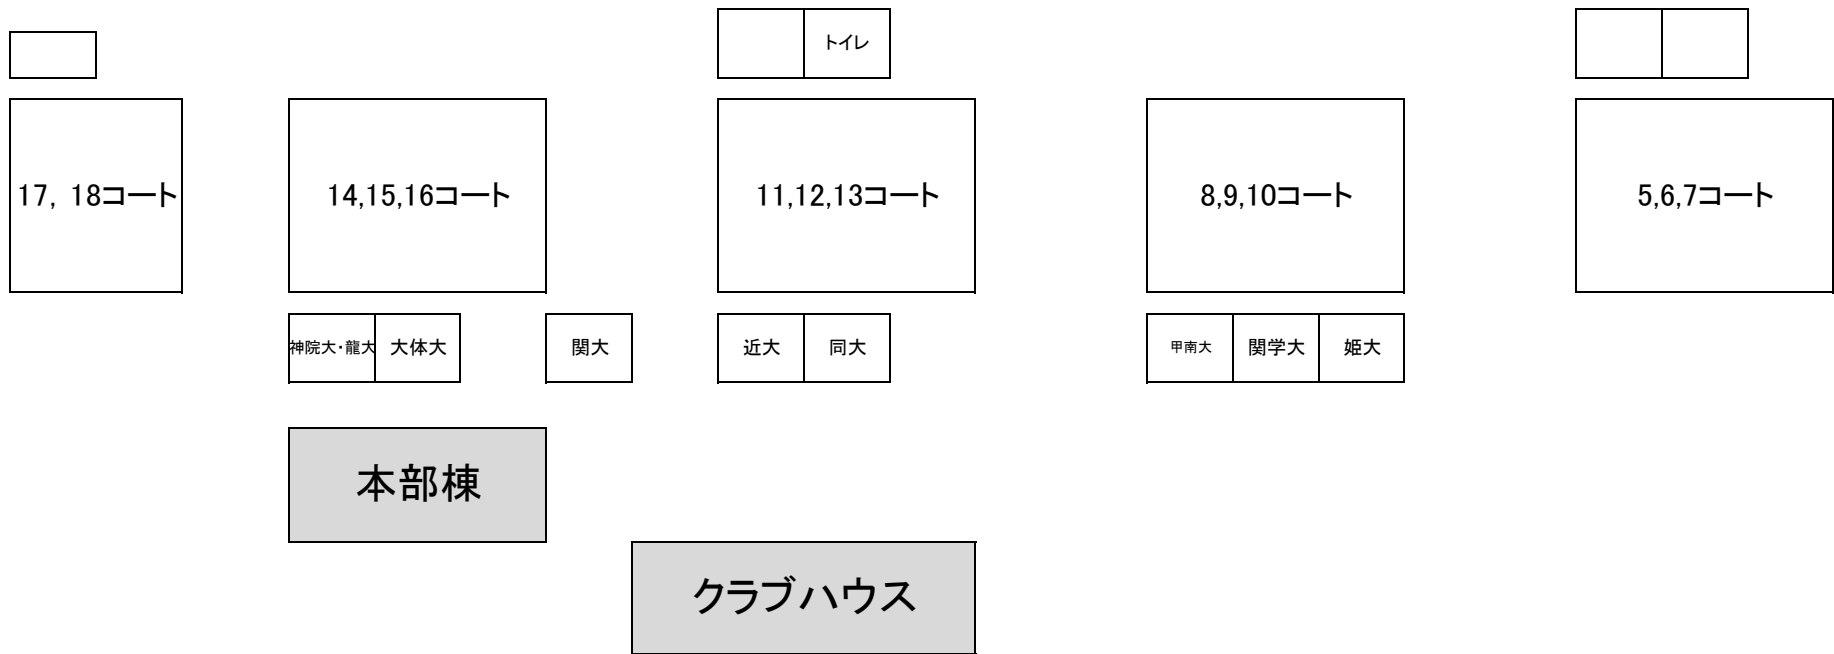 トイレ
17, 18コート
14,15,16コート
11,12,13コート
8,9,10コート
5,6,7コート
神院大・龍大
大体大
関大
近大
同大
甲南大
関学大
姫大
本部棟
クラブハウス